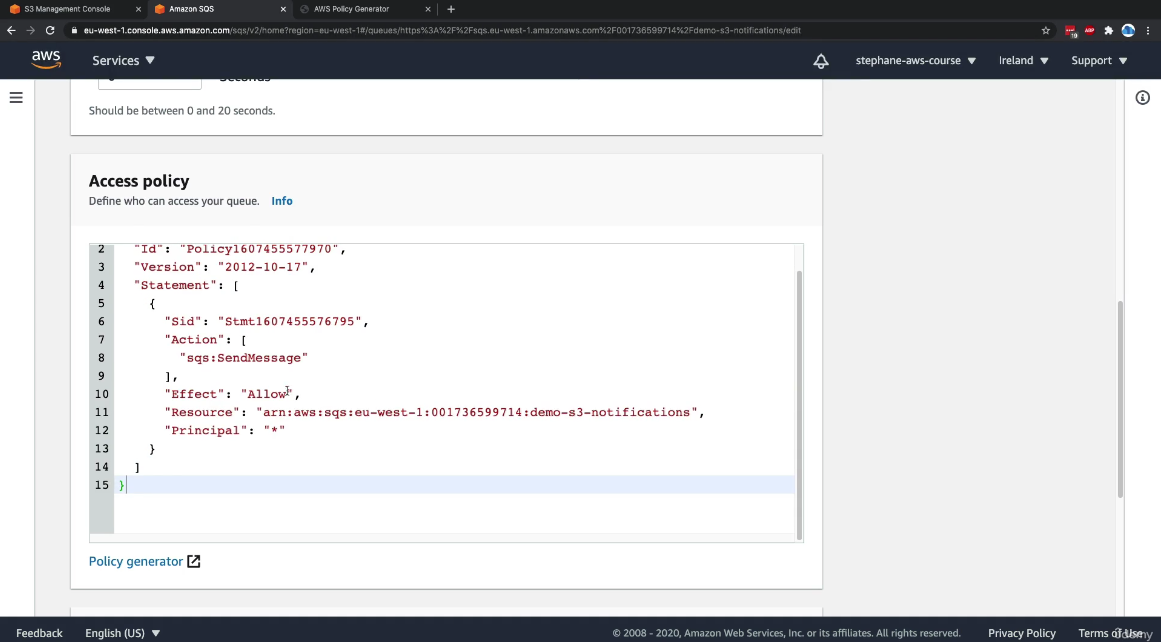 S3 Management Console
Amazon SQS
AWS Policy Generator
eu-west-1.console.aws.amazon.com/sqs/v2/home?region=eu-west-1#/queues/https%3A%2F%2Fsqs.eu-west-1.amazonaws.com%2F001736599714%2Fdemo-s3-notifications/edit
19
ABP
aws
Services
stephane-aws-course
Ireland
Support
Seconds
Should be between 0 and 20 seconds.
Access policy
Define who can access your queue. Info
2 "Id": "Policy1607455577970",
3 "Version": "2012-10-17",
4 "Statement": [
5 {
6 "Sid": "Stmt1607455576795",
7 "Action": [
8 "sqs:SendMessage"
9 ],
10 "Effect": "Allow",
11 "Resource": "arn:aws:sqs:eu-west-1:001736599714:demo-s3-notifications",
12 "Principal": "*"
13 }
14 ]
15 }
Policy generator
Feedback
English (US)
© 2008 - 2020, Amazon Web Services, Inc. or its affiliates. All rights reserved.
Privacy Policy
Terms of Use
Udemy